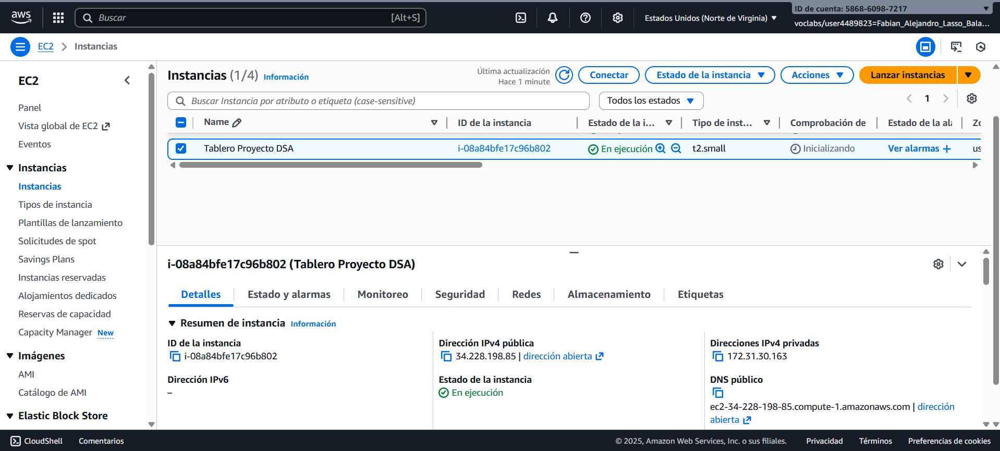 aws
Buscar
[Alt+S]
Estados Unidos (Norte de Virginia)
ID de cuenta: 5868-6098-7217
voclabs/user4489823=Fabian_Alejandro_Lasso_Bala...
EC2
Instancias
EC2
Panel
Vista global de EC2
Eventos
Instancias
Instancias
Tipos de instancia
Plantillas de lanzamiento
Solicitudes de spot
Savings Plans
Instancias reservadas
Alojamientos dedicados
Reservas de capacidad
Capacity Manager New
Imágenes
AMI
Catálogo de AMI
Elastic Block Store
Instancias (1/4) Información
Última actualización
Hace 1 minute
Conectar
Estado de la instancia
Acciones
Lanzar instancias
Buscar Instancia por atributo o etiqueta (case-sensitive)
Todos los estados
1
Name
ID de la instancia
Estado de la i...
Tipo de inst...
Comprobación de
Estado de la ala
Zo
Tablero Proyecto DSA
i-08a84bfe17c96b802
En ejecución
t2.small
Inicializando
Ver alarmas +
us
i-08a84bfe17c96b802 (Tablero Proyecto DSA)
Detalles
Estado y alarmas
Monitoreo
Seguridad
Redes
Almacenamiento
Etiquetas
Resumen de instancia Información
ID de la instancia
i-08a84bfe17c96b802
Dirección IPv4 pública
34.228.198.85 | dirección abierta
Direcciones IPv4 privadas
172.31.30.163
Dirección IPv6
–
Estado de la instancia
En ejecución
DNS público
ec2-34-228-198-85.compute-1.amazonaws.com | dirección
abierta
CloudShell
Comentarios
© 2025, Amazon Web Services, Inc. o sus filiales.
Privacidad
Términos
Preferencias de cookies